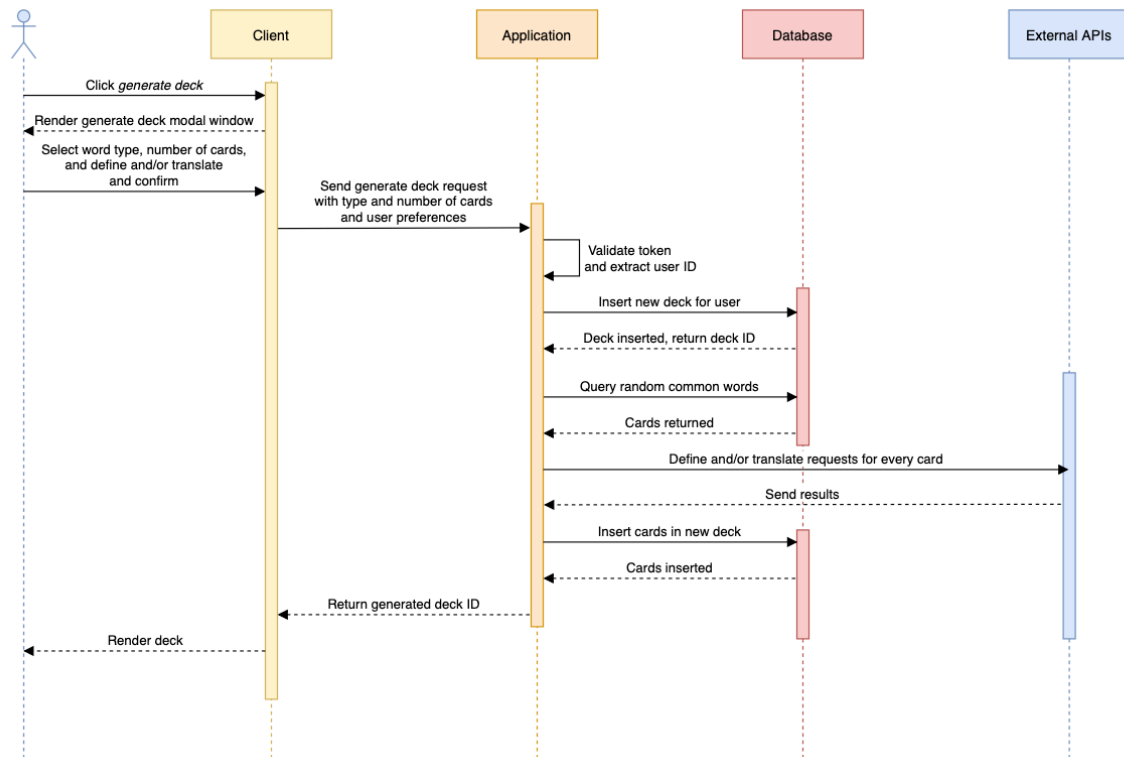 Client
Application
Database
External APIs
Click generate deck
Render generate deck modal window
Select word type, number of cards,
and define and/or translate
and confirm
Send generate deck request
with type and number of cards
and user preferences
Validate token
and extract user ID
Insert new deck for user
Deck inserted, return deck ID
Query random common words
Cards returned
Define and/or translate requests for every card
Send results
Insert cards in new deck
Cards inserted
Return generated deck ID
Render deck